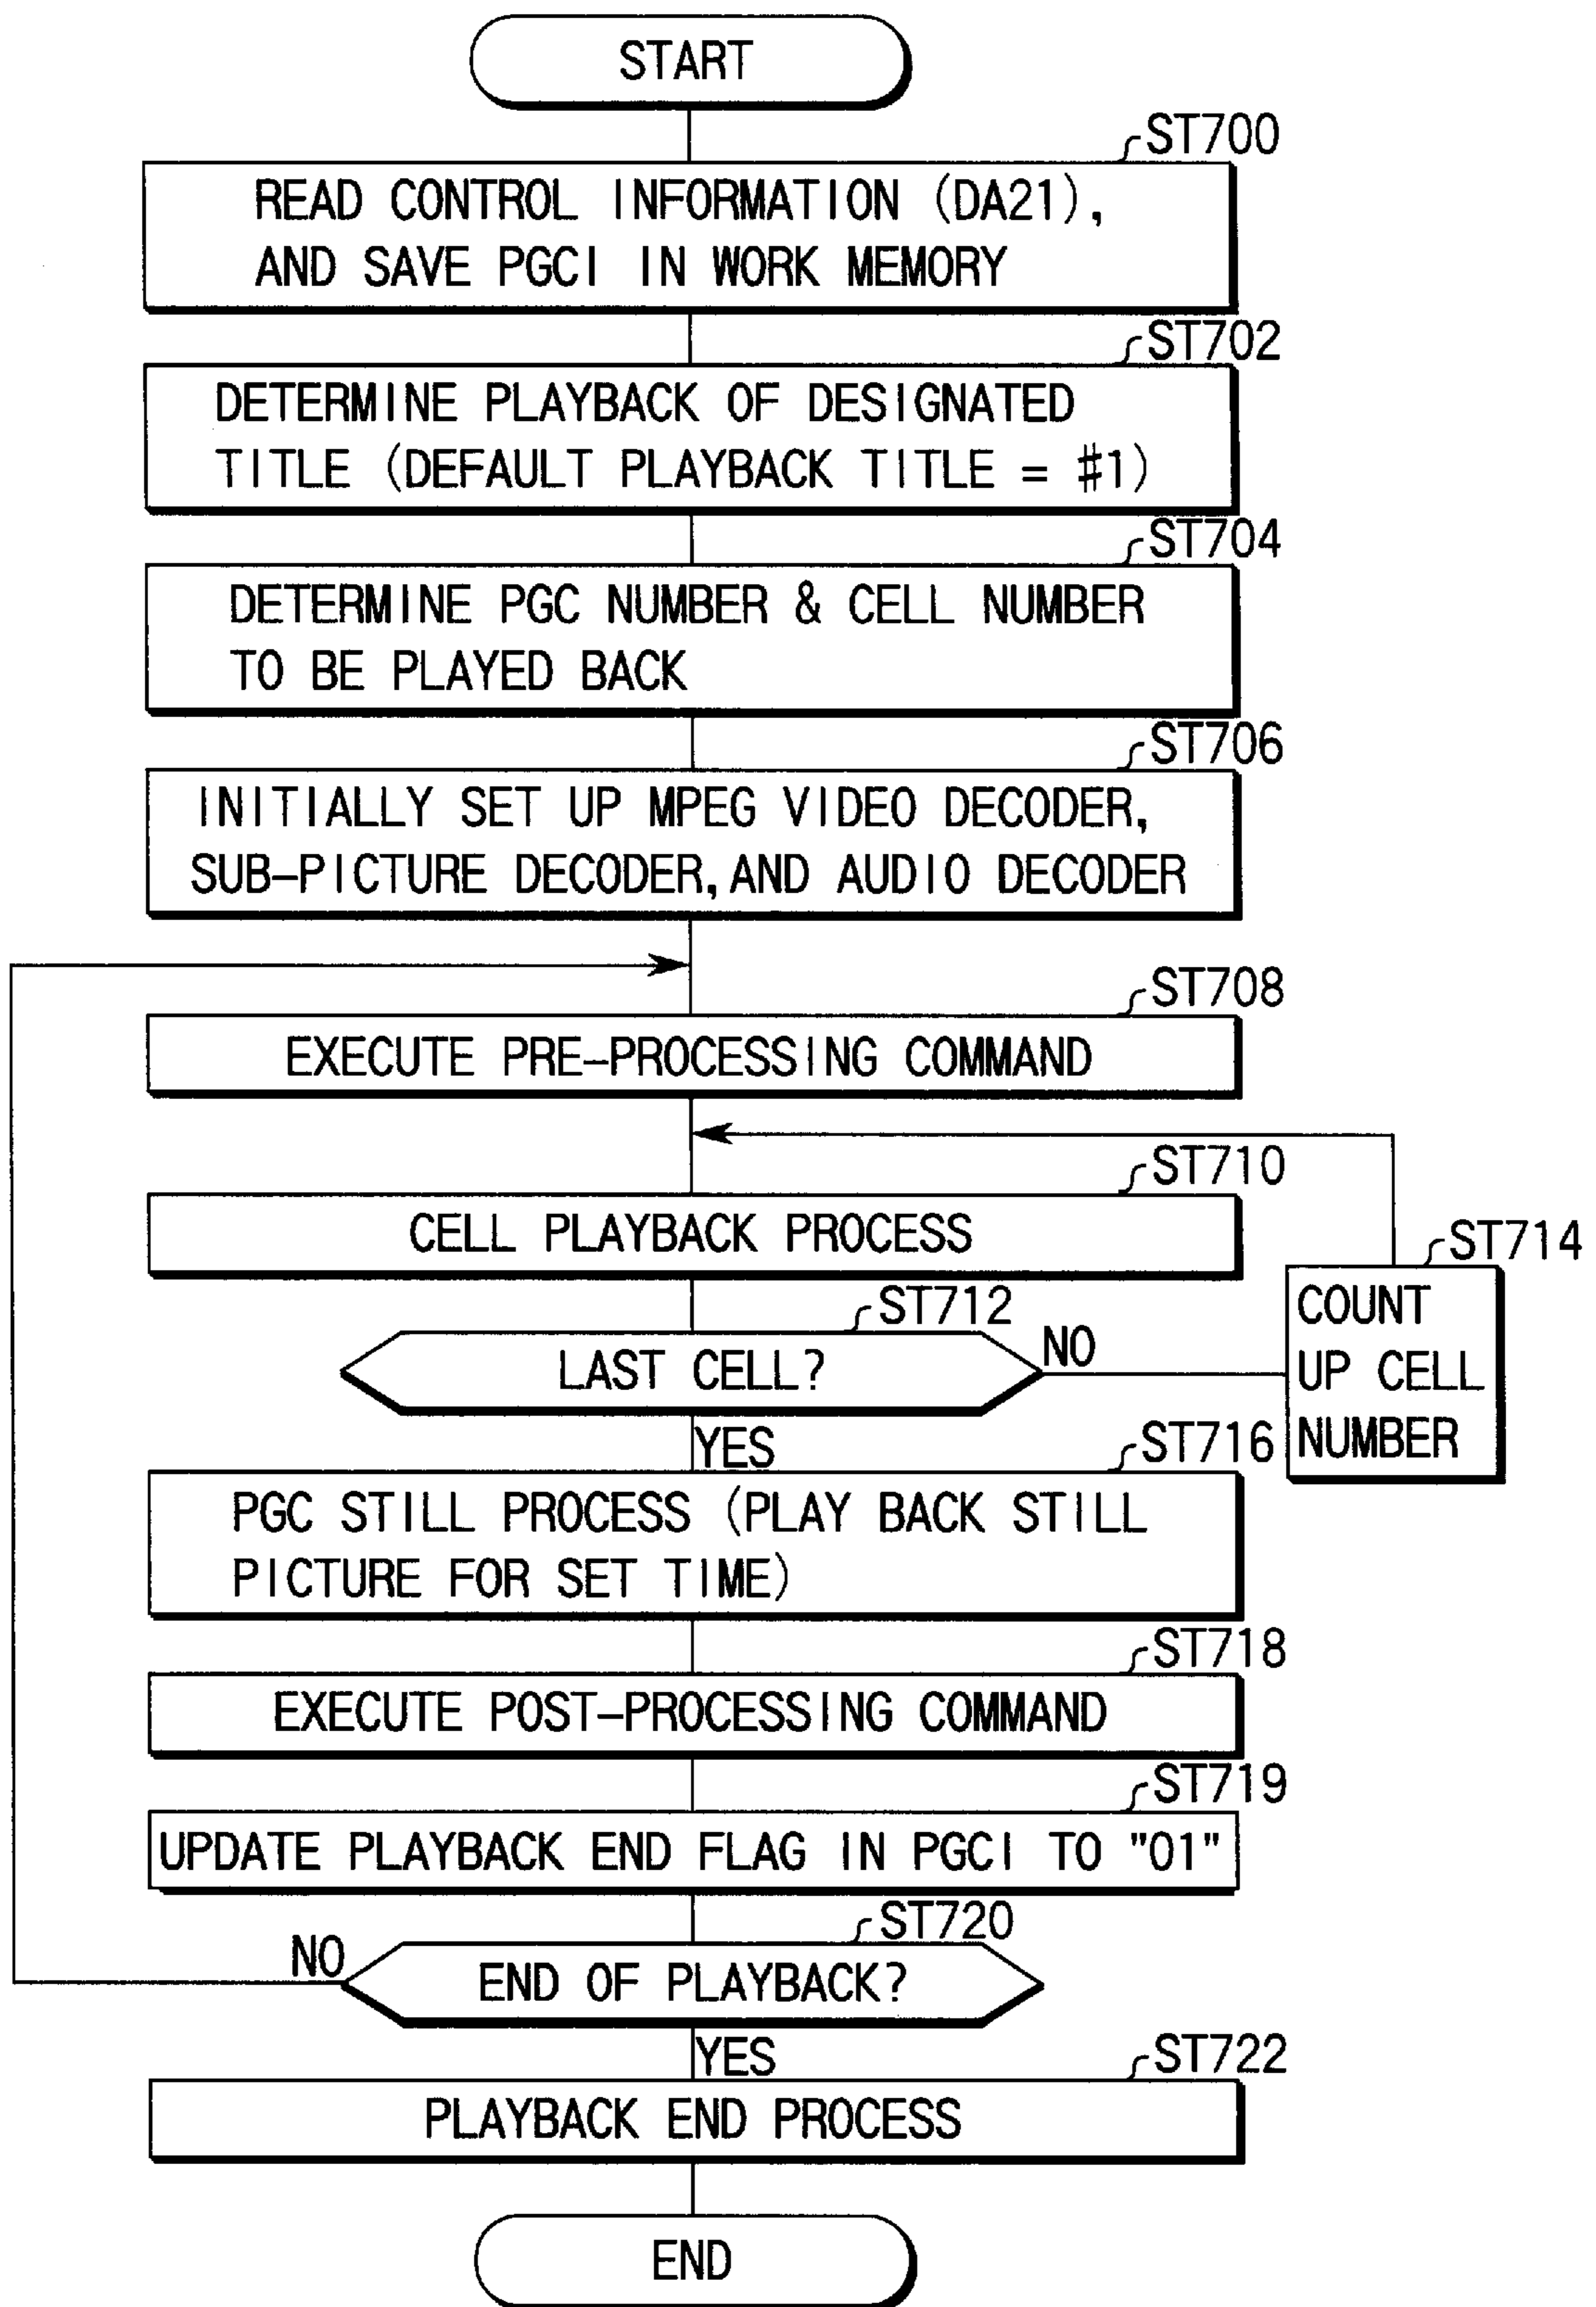 START
ST700
READ CONTROL INFORMATION (DA21),
AND SAVE PGCI IN WORK MEMORY
ST702
DETERMINE PLAYBACK OF DESIGNATED
TITLE (DEFAULT PLAYBACK TITLE = #1)
ST704
DETERMINE PGC NUMBER & CELL NUMBER
TO BE PLAYED BACK
ST706
INITIALLY SET UP MPEG VIDEO DECODER,
SUB-PICTURE DECODER, AND AUDIO DECODER
ST708
EXECUTE PRE-PROCESSING COMMAND
ST710
CELL PLAYBACK PROCESS
ST712
LAST CELL?
NO
ST714
COUNT
UP CELL
NUMBER
YES
ST716
PGC STILL PROCESS (PLAY BACK STILL
PICTURE FOR SET TIME)
ST718
EXECUTE POST-PROCESSING COMMAND
ST719
UPDATE PLAYBACK END FLAG IN PGCI TO "01"
ST720
NO
END OF PLAYBACK?
YES
ST722
PLAYBACK END PROCESS
END